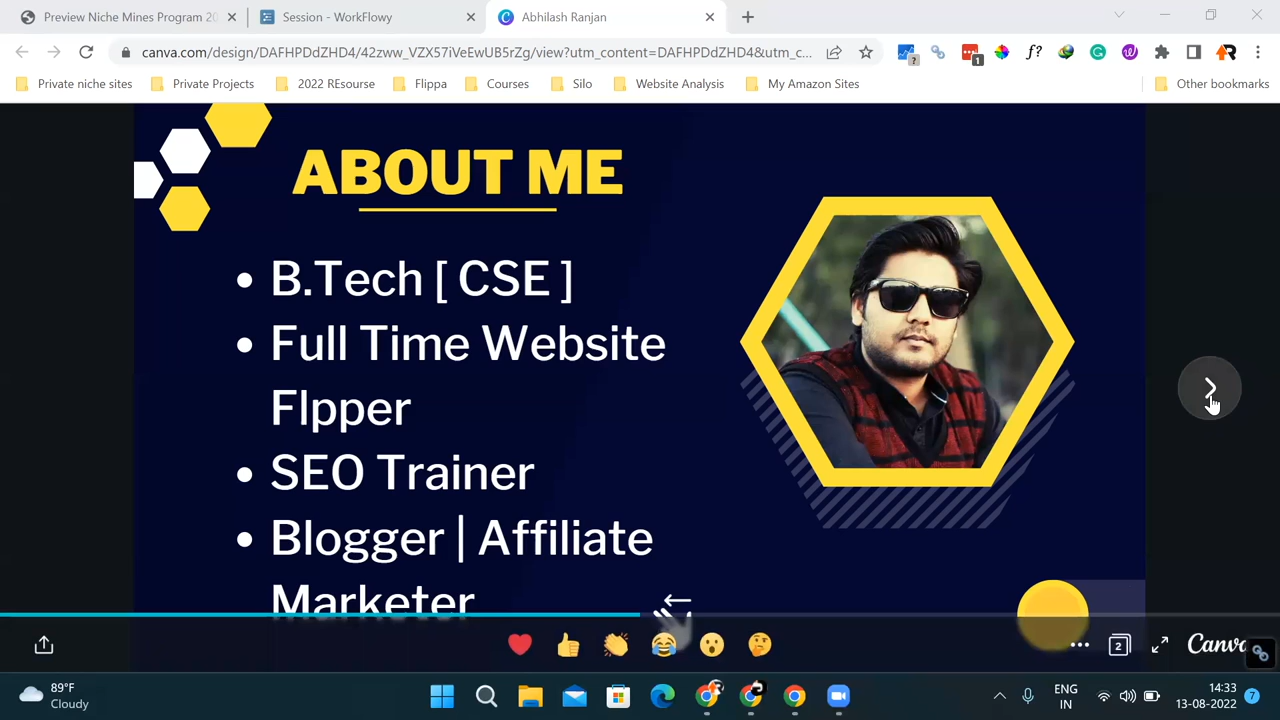 Preview Niche Mines Program 20
Session - WorkFlowy
Abhilash Ranjan
canva.com/design/DAFHPDdZHD4/42zww_VZX57iVeEwUB5rZg/view?utm_content=DAFHPDdZHD4&utm_c...
f?
?
1
Private niche sites
Private Projects
2022 REsource
Flippa
Courses
Silo
Website Analysis
My Amazon Sites
Other bookmarks
ABOUT ME
• B.Tech [ CSE ]
• Full Time Website
Flpper
• SEO Trainer
• Blogger | Affiliate
Marketer
2
Canva
89°F
Cloudy
ENG
IN
14:33
13-08-2022
7